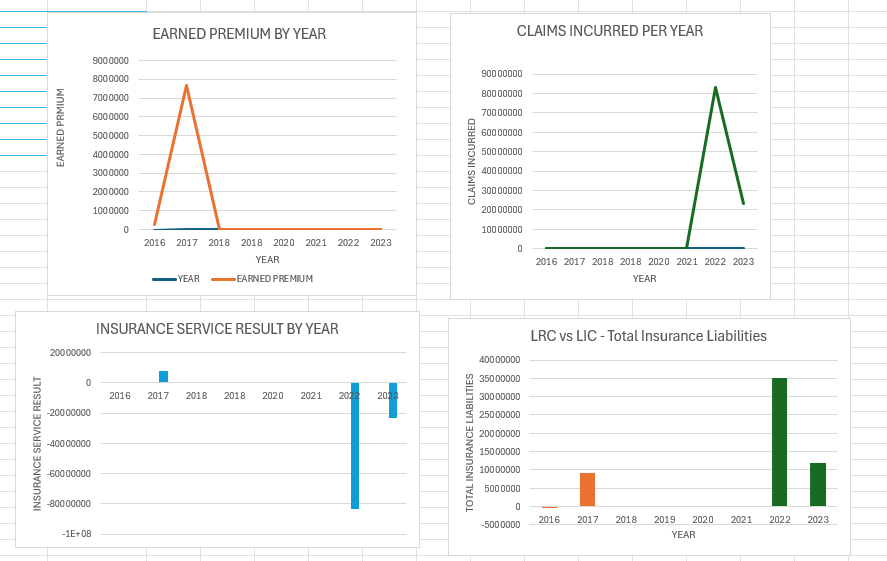 EARNED PREMIUM BY YEAR
9000000
8000000
7000000
6000000
5000000
4000000
3000000
2000000
1000000
0
EARNED PRMIUM
2016 2017 2018 2018 2020 2021 2022 2023
YEAR
YEAR EARNED PREMIUM
CLAIMS INCURRED PER YEAR
90000000
80000000
70000000
60000000
50000000
40000000
30000000
20000000
10000000
0
CLAIMS INCURRED
2016 2017 2018 2018 2020 2021 2022 2023
YEAR
INSURANCE SERVICE RESULT BY YEAR
20000000
0
-20000000
-40000000
-60000000
-80000000
-1E+08
INSURANCE SERVICE RESULT
2016 2017 2018 2018 2020 2021 2022 2023
LRC vs LIC - Total Insurance Liabilities
40000000
35000000
30000000
25000000
20000000
15000000
10000000
5000000
0
-5000000
TOTAL INSURANCE LIABILITIES
2016 2017 2018 2019 2020 2021 2022 2023
YEAR